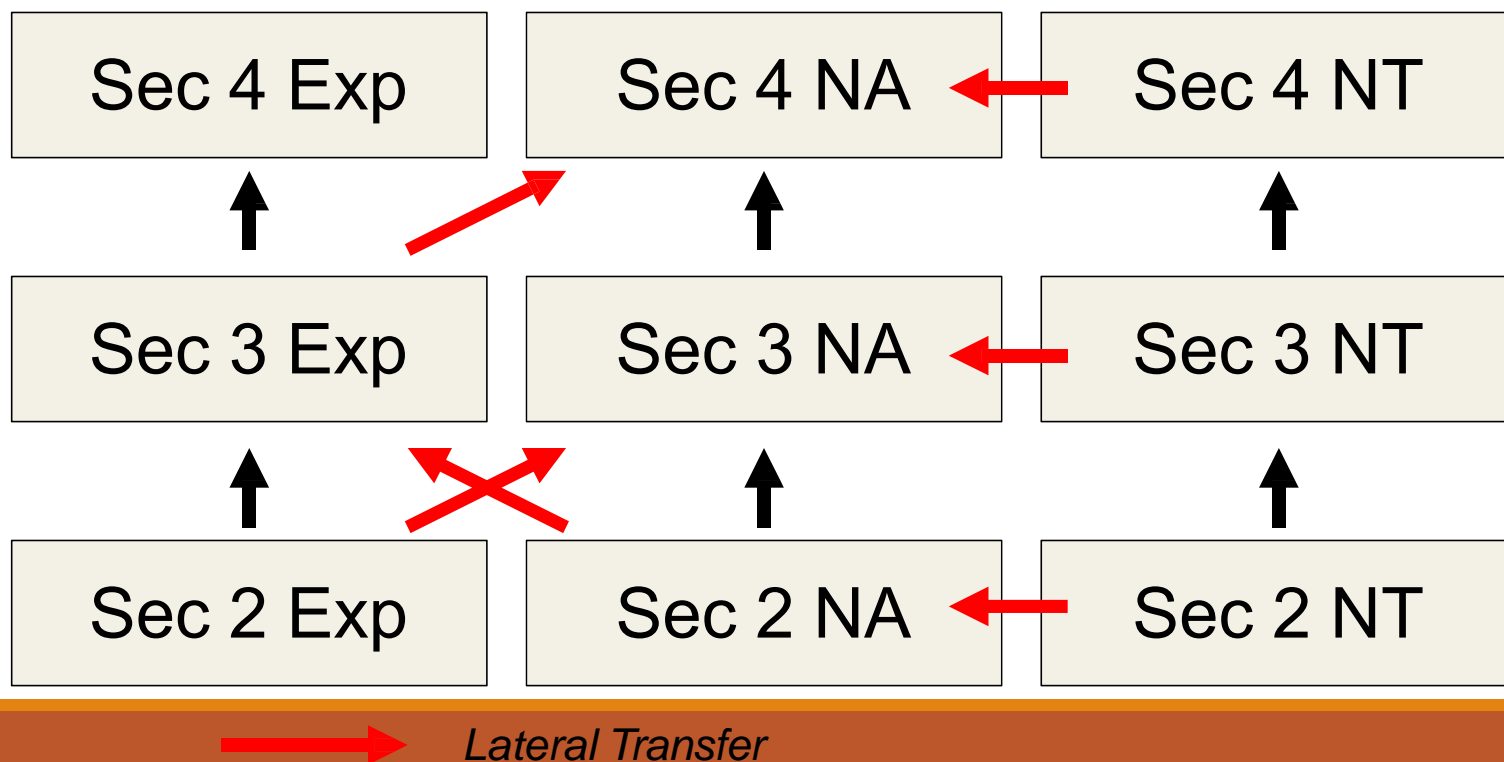 Sec 4 Exp
Sec 4 NA
Sec 4 NT
Sec 3 Exp
Sec 3 NA
Sec 3 NT
Sec 2 Exp
Sec 2 NA
Sec 2 NT
Lateral Transfer